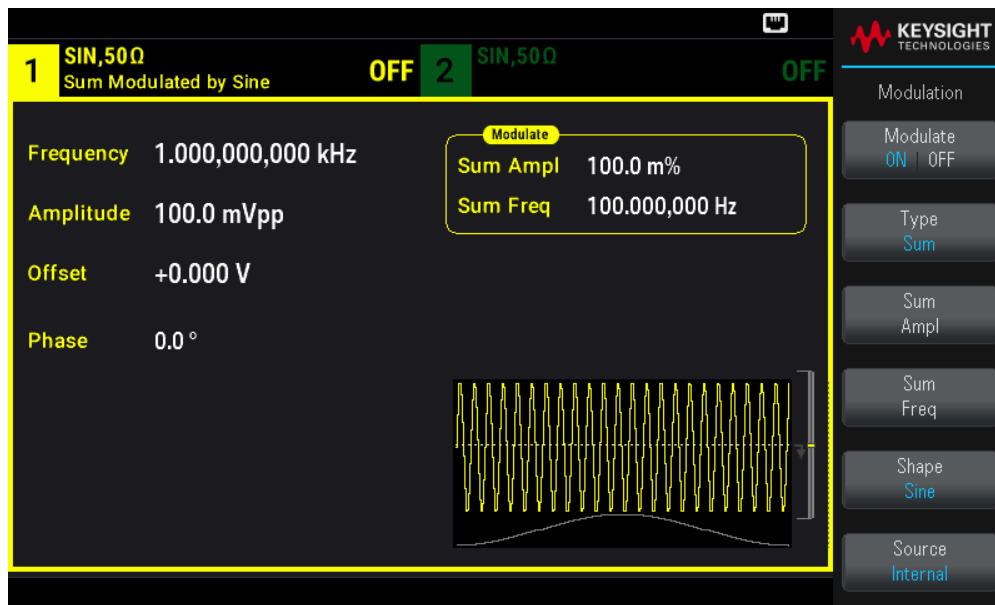 1
SIN,50Ω
Sum Modulated by Sine
OFF
2
SIN,50Ω
OFF
Frequency 1.000,000,000 kHz
Amplitude 100.0 mVpp
Offset +0.000 V
Phase 0.0 °
Modulate
Sum Ampl 100.0 m%
Sum Freq 100.000,000 Hz
KEYSIGHT
TECHNOLOGIES
Modulation
Modulate
ON | OFF
Type
Sum
Sum
Ampl
Sum
Freq
Shape
Sine
Source
Internal